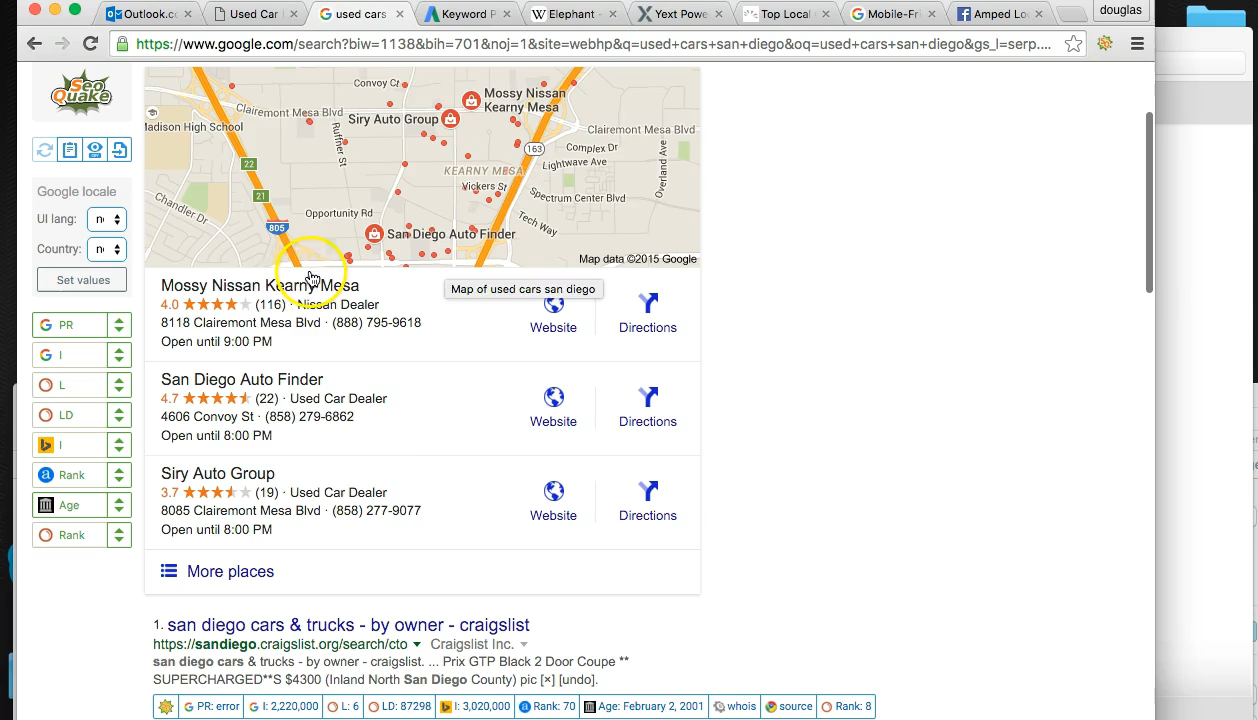 Outlook.c
Used Car
used cars
Keyword P
Elephant -
Yext Powe
Top Local
Mobile-Fri
Amped Lo
douglas
https://www.google.com/search?biw=1138&bih=701&noj=1&site=webhp&q=used+cars+san+diego&oq=used+cars+san+diego&gs_l=serp....
Seo
Quake
Google locale
UI lang:
Country:
Set values
PR
I
L
LD
I
Rank
Age
Rank
Convoy Ct
Mossy Nissan
Kearny Mesa
Clairemont Mesa Blvd
Siry Auto Group
Madison High School
Ruffner St
Clairemont Mesa Blvd
163
Complex Dr
Lightwave Ave
Overland Ave
22
KEARNY MESA
Vickers St
21
Spectrum Center Blvd
Chandler Dr
Opportunity Rd
Tech Way
805
San Diego Auto Finder
Map data ©2015 Google
Mossy Nissan Kearny Mesa
Map of used cars san diego
4.0 (116) · Nissan Dealer
8118 Clairemont Mesa Blvd · (888) 795-9618
Open until 9:00 PM
Website
Directions
San Diego Auto Finder
4.7 (22) · Used Car Dealer
4606 Convoy St · (858) 279-6862
Open until 8:00 PM
Website
Directions
Siry Auto Group
3.7 (19) · Used Car Dealer
8085 Clairemont Mesa Blvd · (858) 277-9077
Open until 8:00 PM
Website
Directions
More places
1. san diego cars & trucks - by owner - craigslist
https://sandiego.craigslist.org/search/cto Craigslist Inc.
san diego cars & trucks - by owner - craigslist. ... Prix GTP Black 2 Door Coupe **
SUPERCHARGED**S $4300 (Inland North San Diego County) pic [×] [undo].
PR: error
I: 2,220,000
L: 6
LD: 87298
I: 3,020,000
Rank: 70
Age: February 2, 2001
whois
source
Rank: 8